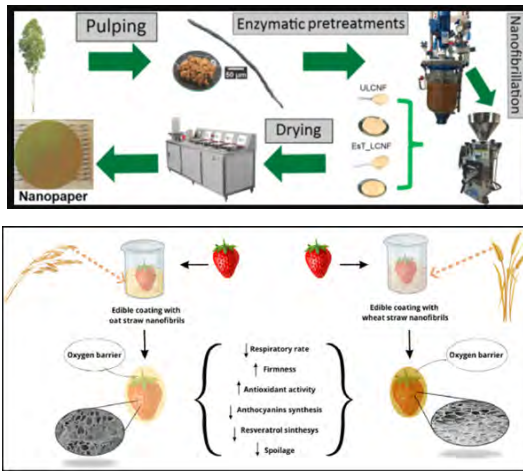 Pulping
Enzymatic pretreatments
Nanofibrillation
50 µm
ULCNF
EsT_LCNF
Drying
Nanopaper
Edible coating with
oat straw nanofibrils
Edible coating with
wheat straw nanofibrils
Oxygen barrier
Oxygen barrier
↓ Respiratory rate
↑ Firmness
↑ Antioxidant activity
↓ Anthocyanins synthesis
↓ Resveratrol sinthesys
↓ Spoilage